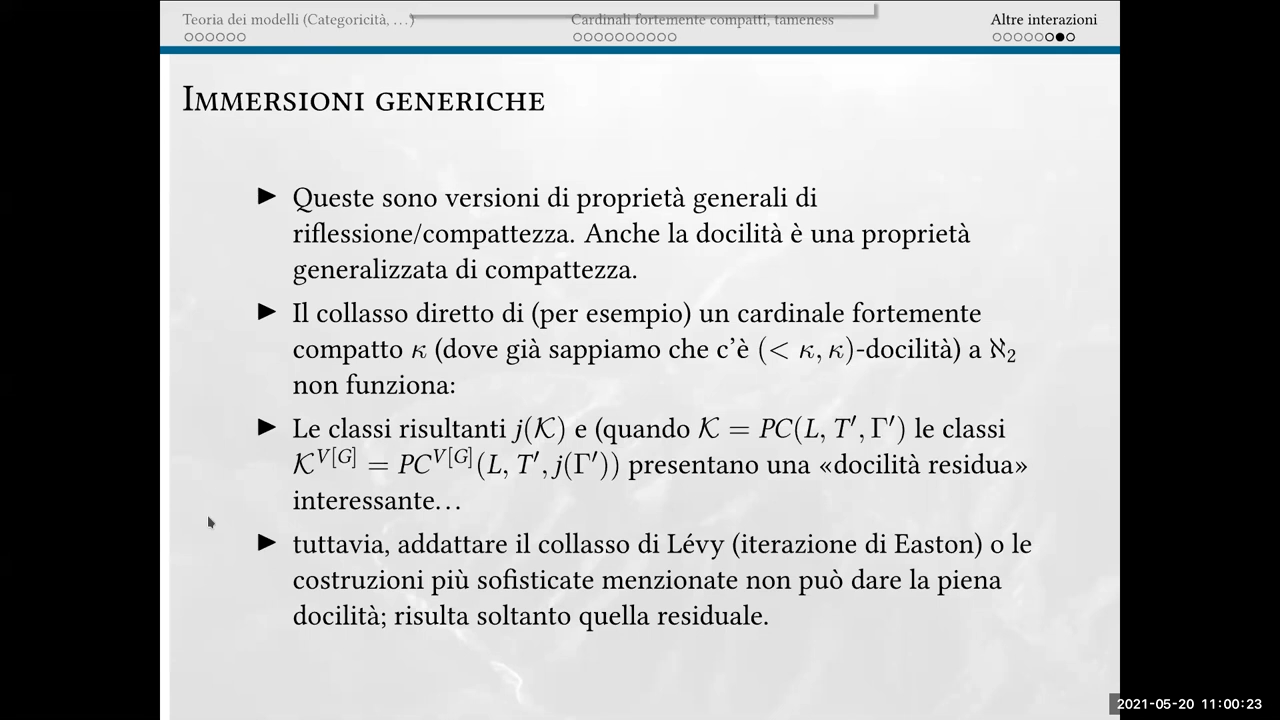 Teoria dei modelli (Categoricità, …) Cardinali fortemente compatti, tameness Altre interazioni
Immersioni generiche
► Queste sono versioni di proprietà generali di
riflessione/compattezza. Anche la docilità è una proprietà
generalizzata di compattezza.
► Il collasso diretto di (per esempio) un cardinale fortemente
compatto κ (dove già sappiamo che c’è (< κ, κ)-docilità) a ℵ₂
non funziona:
► Le classi risultanti j(𝒦) e (quando 𝒦 = PC(L, T′, Γ′) le classi
𝒦^{V[G]} = PC^{V[G]}(L, T′, j(Γ′)) presentano una «docilità residua»
interessante…
► tuttavia, addattare il collasso di Lévy (iterazione di Easton) o le
costruzioni più sofisticate menzionate non può dare la piena
docilità; risulta soltanto quella residuale.
2021-05-20 11:00:23